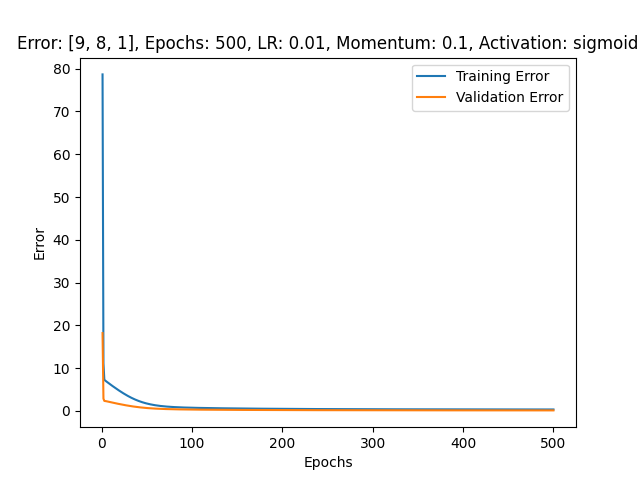 Error: [9, 8, 1], Epochs: 500, LR: 0.01, Momentum: 0.1, Activation: sigmoid
Training Error
Validation Error
80
70
60
50
40
30
20
10
0
Error
0 100 200 300 400 500
Epochs